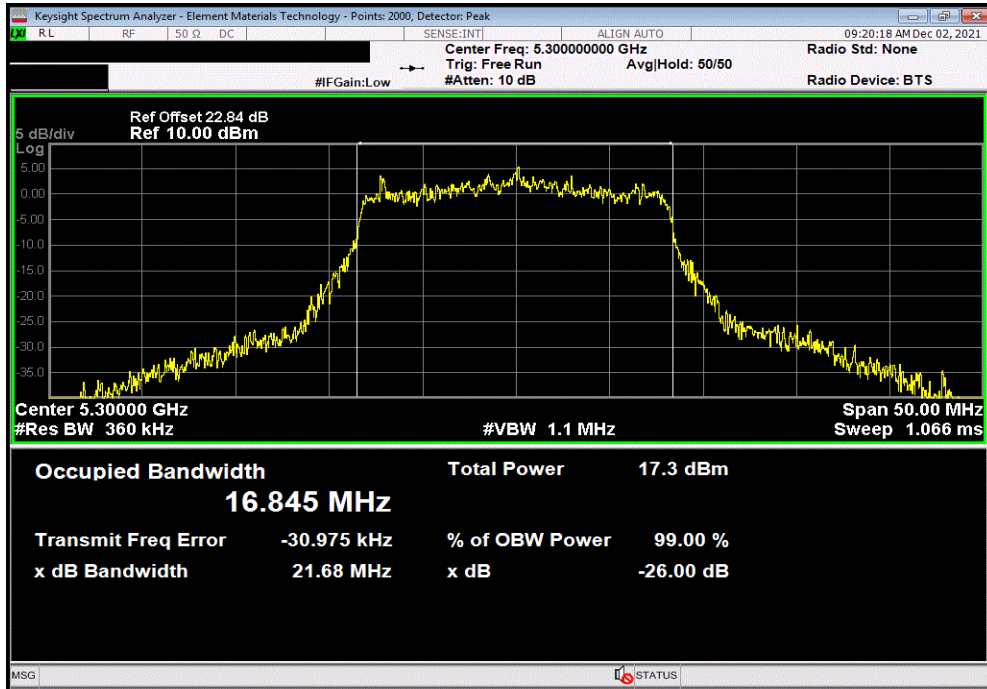 Keysight Spectrum Analyzer - Element Materials Technology - Points: 2000, Detector: Peak
LXI RL RF 50 Ω DC SENSE:INT ALIGN AUTO 09:20:18 AM Dec 02, 2021
Center Freq: 5.300000000 GHz Radio Std: None
Trig: Free Run Avg|Hold: 50/50
#IFGain:Low #Atten: 10 dB Radio Device: BTS
Ref Offset 22.84 dB
5 dB/div Ref 10.00 dBm
Log
5.00
0.00
-5.00
-10.0
-15.0
-20.0
-25.0
-30.0
-35.0
Center 5.30000 GHz Span 50.00 MHz
#Res BW 360 kHz #VBW 1.1 MHz Sweep 1.066 ms
Occupied Bandwidth Total Power 17.3 dBm
16.845 MHz
Transmit Freq Error -30.975 kHz % of OBW Power 99.00 %
x dB Bandwidth 21.68 MHz x dB -26.00 dB
MSG STATUS